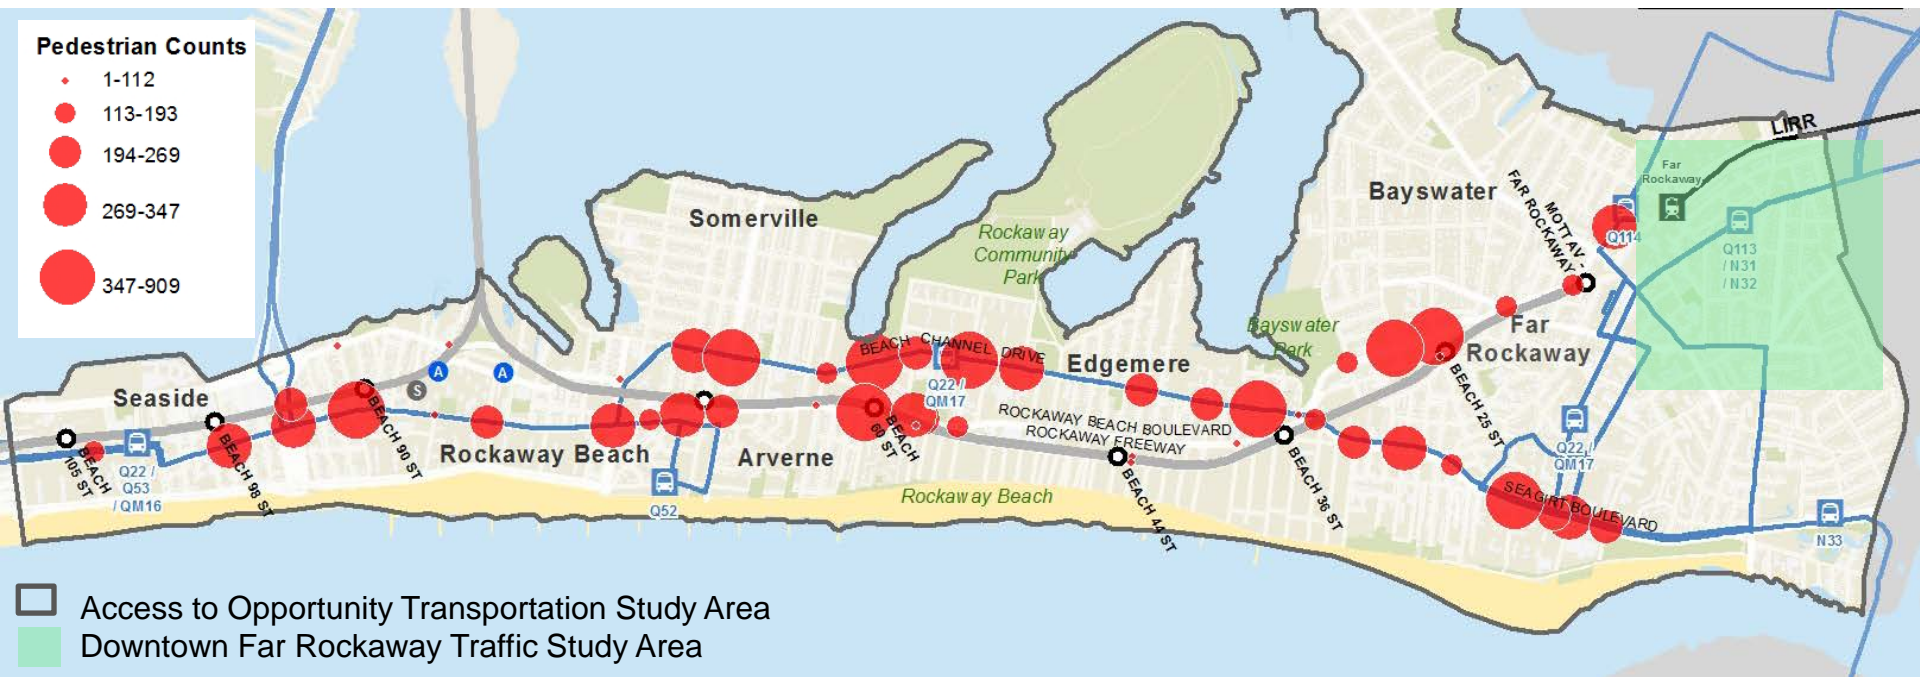 Pedestrian Counts
1-112
113-193
194-269
269-347
347-909
LIRR
Far
Rockaway
Bayswater
FAR ROCKAWAY
MOTT AV -
Q114
Q113
/ N31
/ N32
Somerville
Rockaway
Community
Park
Bayswater
Park
Far
Rockaway
BEACH CHANNEL DRIVE
Edgemere
Q22 /
QM17
A
A
S
Seaside
BEACH 90 ST
BEACH 25 ST
ROCKAWAY BEACH BOULEVARD
ROCKAWAY FREEWAY
BEACH
60 ST
BEACH
105 ST
BEACH 98 ST
Q22 /
Q53
/ QM16
Rockaway Beach
Arverne
Q22 /
QM17
BEACH 44 ST
BEACH 36 ST
Rockaway Beach
Q52
SEAGIRT BOULEVARD
N33
Access to Opportunity Transportation Study Area
Downtown Far Rockaway Traffic Study Area